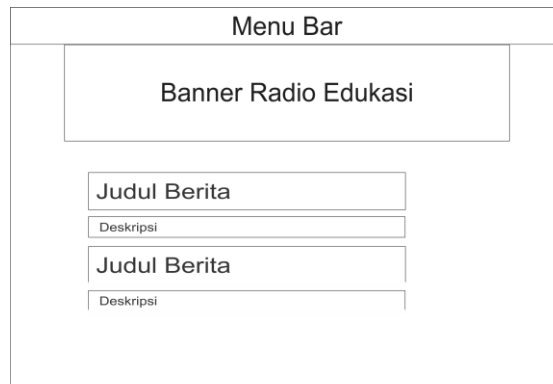 Menu Bar
Banner Radio Edukasi
Judul Berita
Deskripsi
Judul Berita
Deskripsi